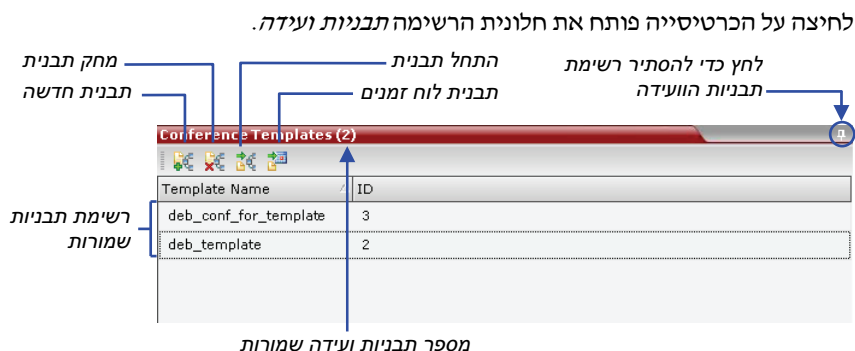 לחיצה על הכרטיסייה פותח את חלונית הרשימה תבניות ועידה.
לחץ כדי להסתיר רשימת
תבניות הוועידה
התחל תבנית
תבנית לוח זמנים
מחק תבנית
תבנית חדשה
Conference Templates (2)
Template Name ID
deb_conf_for_template 3
deb_template 2
רשימת תבניות
שמורות
מספר תבניות ועידה שמורות